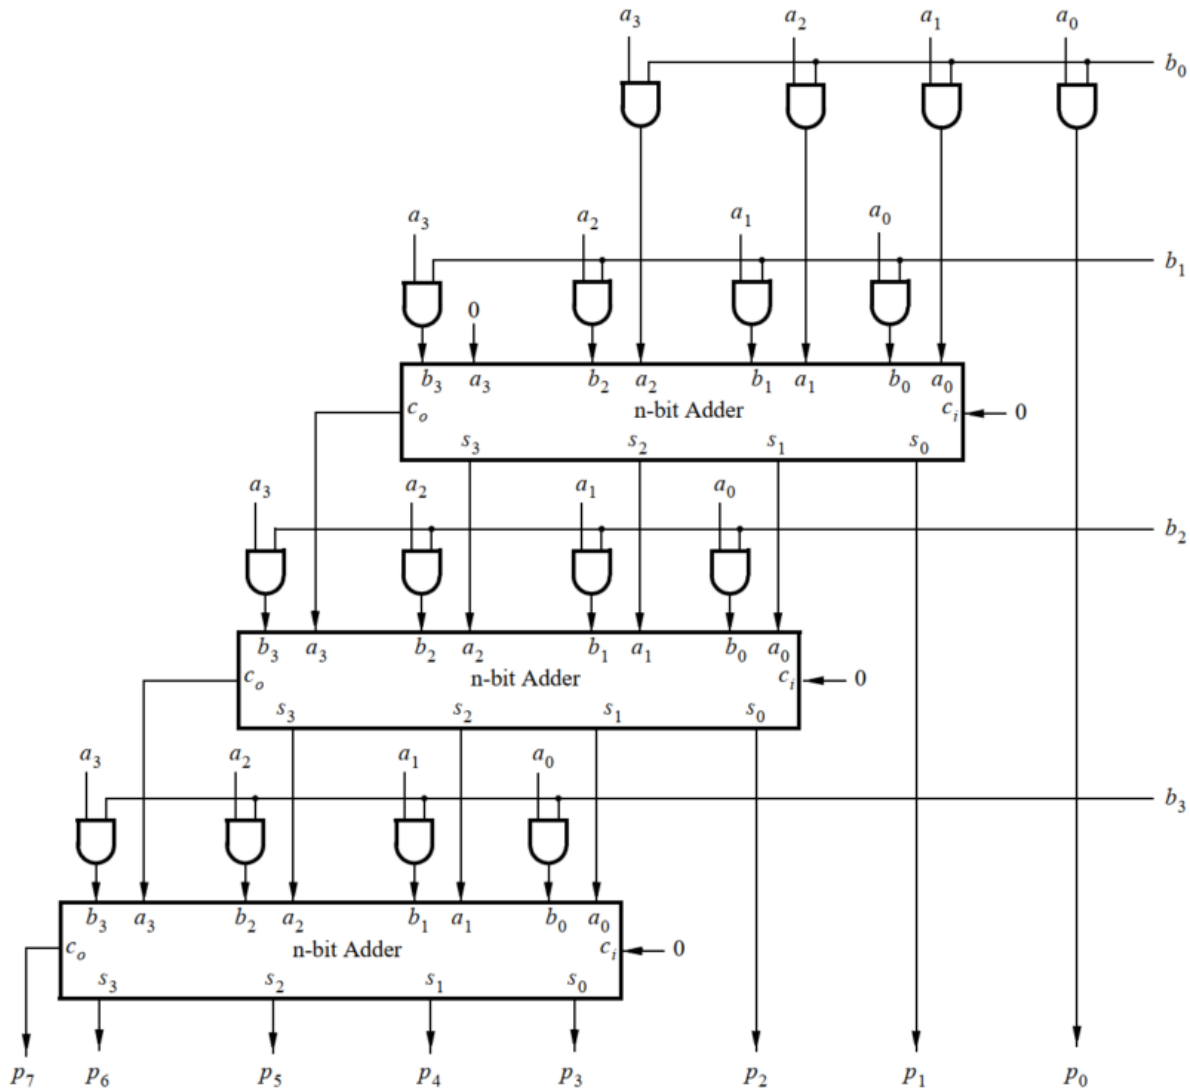 a₃ a₂ a₁ a₀
b₀
a₃ a₂ a₁ a₀
b₁
0
b₃ a₃ b₂ a₂ b₁ a₁ b₀ a₀
cₒ n-bit Adder cᵢ 0
s₃ s₂ s₁ s₀
a₃ a₂ a₁ a₀
b₂
b₃ a₃ b₂ a₂ b₁ a₁ b₀ a₀
cₒ n-bit Adder cᵢ 0
s₃ s₂ s₁ s₀
a₃ a₂ a₁ a₀
b₃
b₃ a₃ b₂ a₂ b₁ a₁ b₀ a₀
cₒ n-bit Adder cᵢ 0
s₃ s₂ s₁ s₀
p₇ p₆ p₅ p₄ p₃ p₂ p₁ p₀